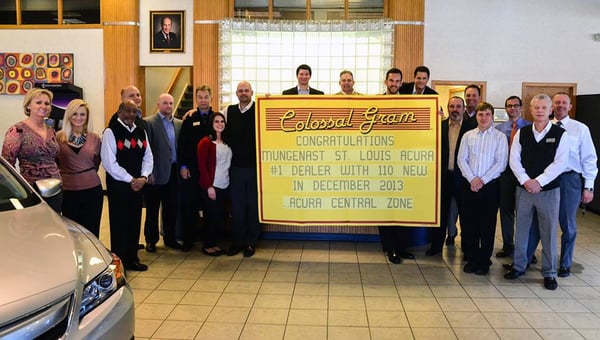 Colossal Gram
CONGRATULATIONS
MUNGENAST ST. LOUIS ACURA
#1 DEALER WITH 110 NEW
IN DECEMBER 2013
...ACURA CENTRAL ZONE